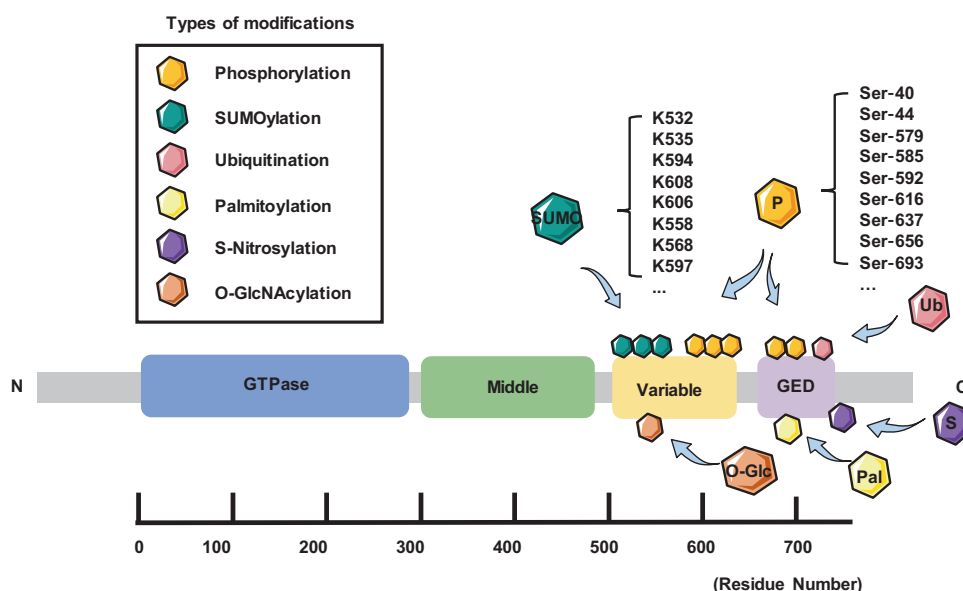 Types of modifications
Phosphorylation
SUMOylation
Ubiquitination
Palmitoylation
S-Nitrosylation
O-GlcNAcylation
SUMO
K532
K535
K594
K608
K606
K558
K568
K597
...
P
Ser-40
Ser-44
Ser-579
Ser-585
Ser-592
Ser-616
Ser-637
Ser-656
Ser-693
...
Ub
N
GTPase
Middle
Variable
GED
C
S
O-Glc
Pal
0 100 200 300 400 500 600 700
(Residue Number)